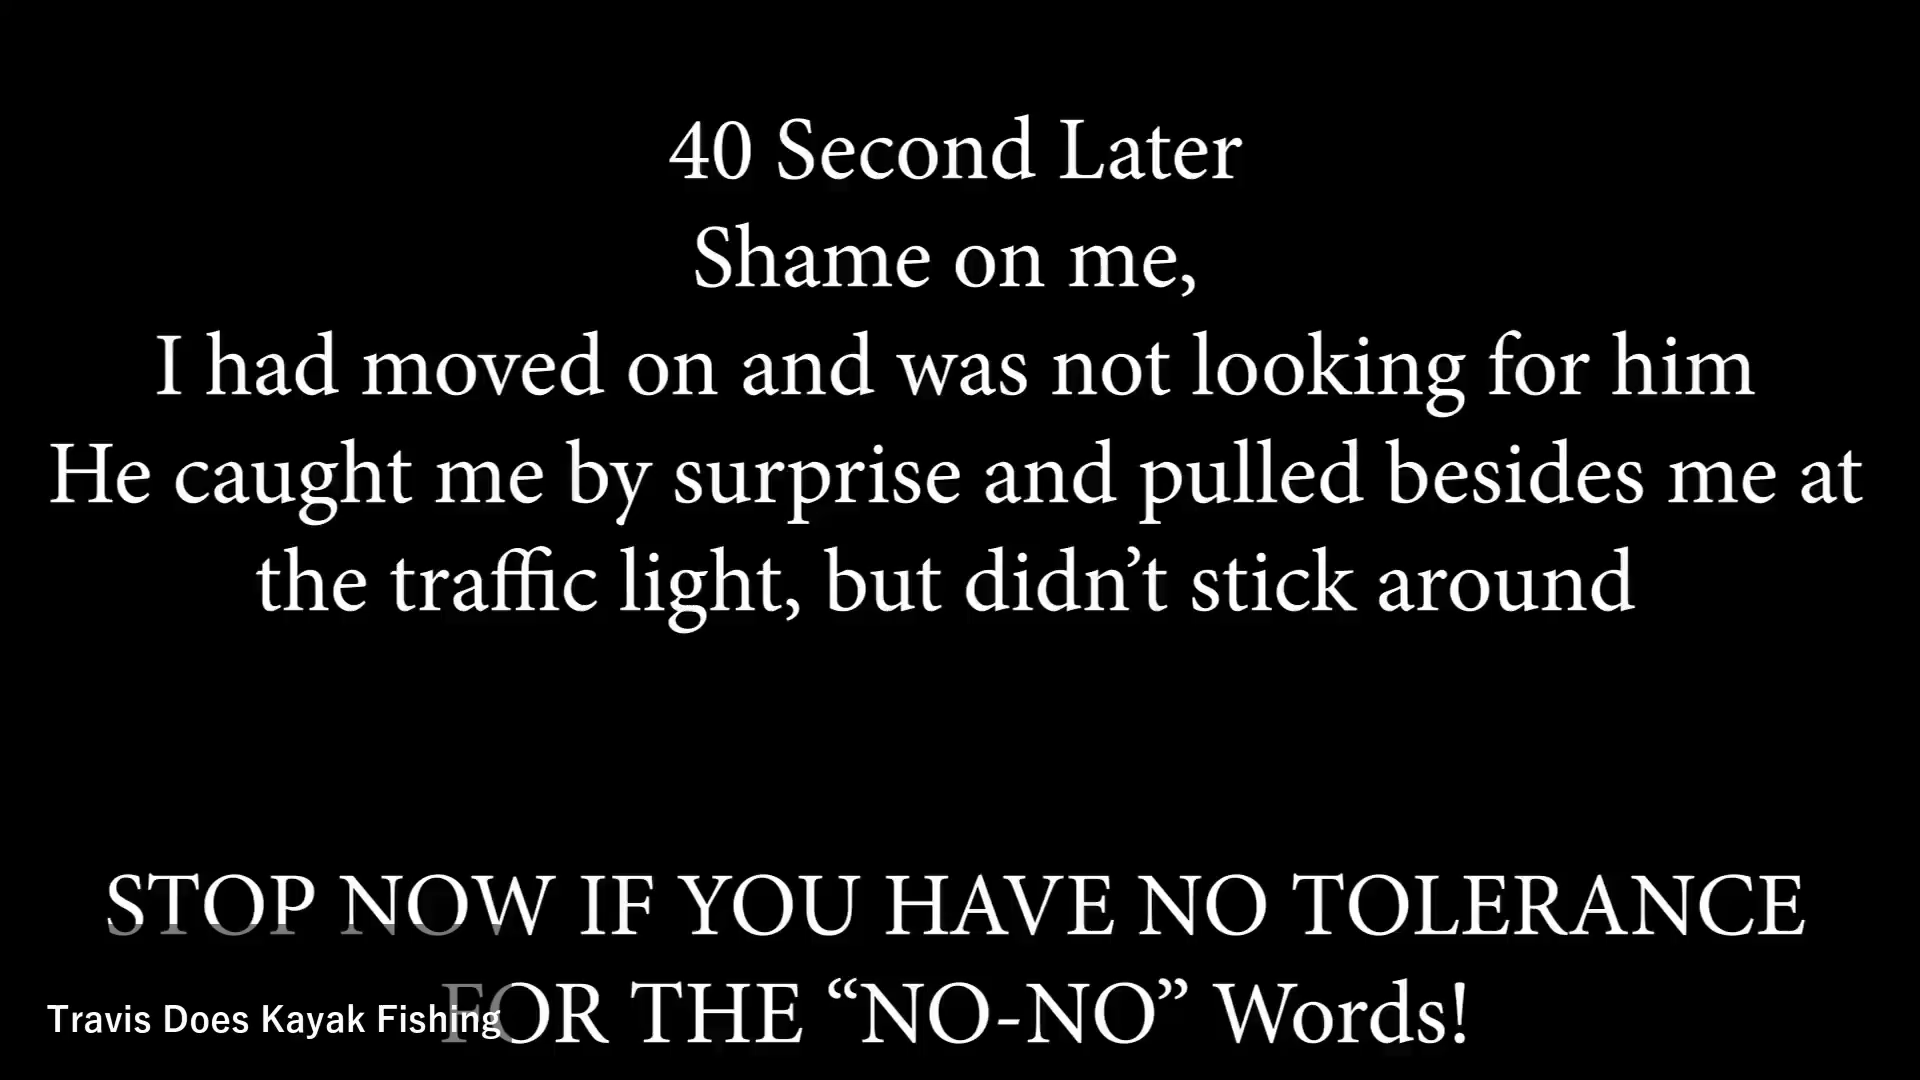 40 Second Later
Shame on me,
I had moved on and was not looking for him
He caught me by surprise and pulled besides me at
the traffic light, but didn’t stick around
STOP NOW IF YOU HAVE NO TOLERANCE
FOR THE “NO-NO” Words!
Travis Does Kayak Fishing